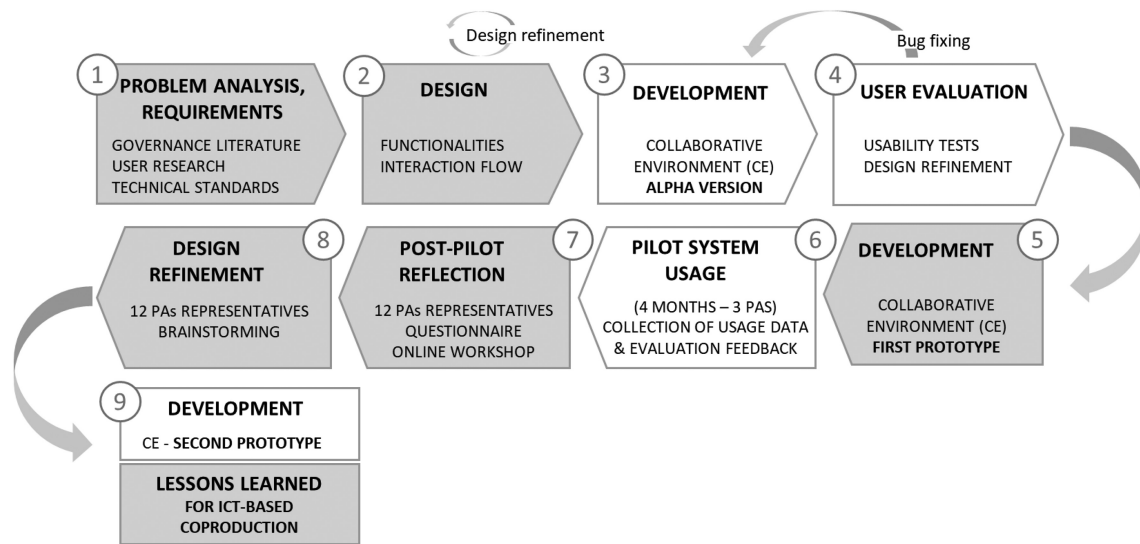 Design refinement
Bug fixing
1
PROBLEM ANALYSIS,
REQUIREMENTS
GOVERNANCE LITERATURE
USER RESEARCH
TECHNICAL STANDARDS
2
DESIGN
FUNCTIONALITIES
INTERACTION FLOW
3
DEVELOPMENT
COLLABORATIVE
ENVIRONMENT (CE)
ALPHA VERSION
4
USER EVALUATION
USABILITY TESTS
DESIGN REFINEMENT
5
DEVELOPMENT
COLLABORATIVE
ENVIRONMENT (CE)
FIRST PROTOTYPE
6
PILOT SYSTEM
USAGE
(4 MONTHS – 3 PAS)
COLLECTION OF USAGE DATA
& EVALUATION FEEDBACK
7
POST-PILOT
REFLECTION
12 PAs REPRESENTATIVES
QUESTIONNAIRE
ONLINE WORKSHOP
8
DESIGN
REFINEMENT
12 PAs REPRESENTATIVES
BRAINSTORMING
9
DEVELOPMENT
CE - SECOND PROTOTYPE
LESSONS LEARNED
FOR ICT-BASED
COPRODUCTION